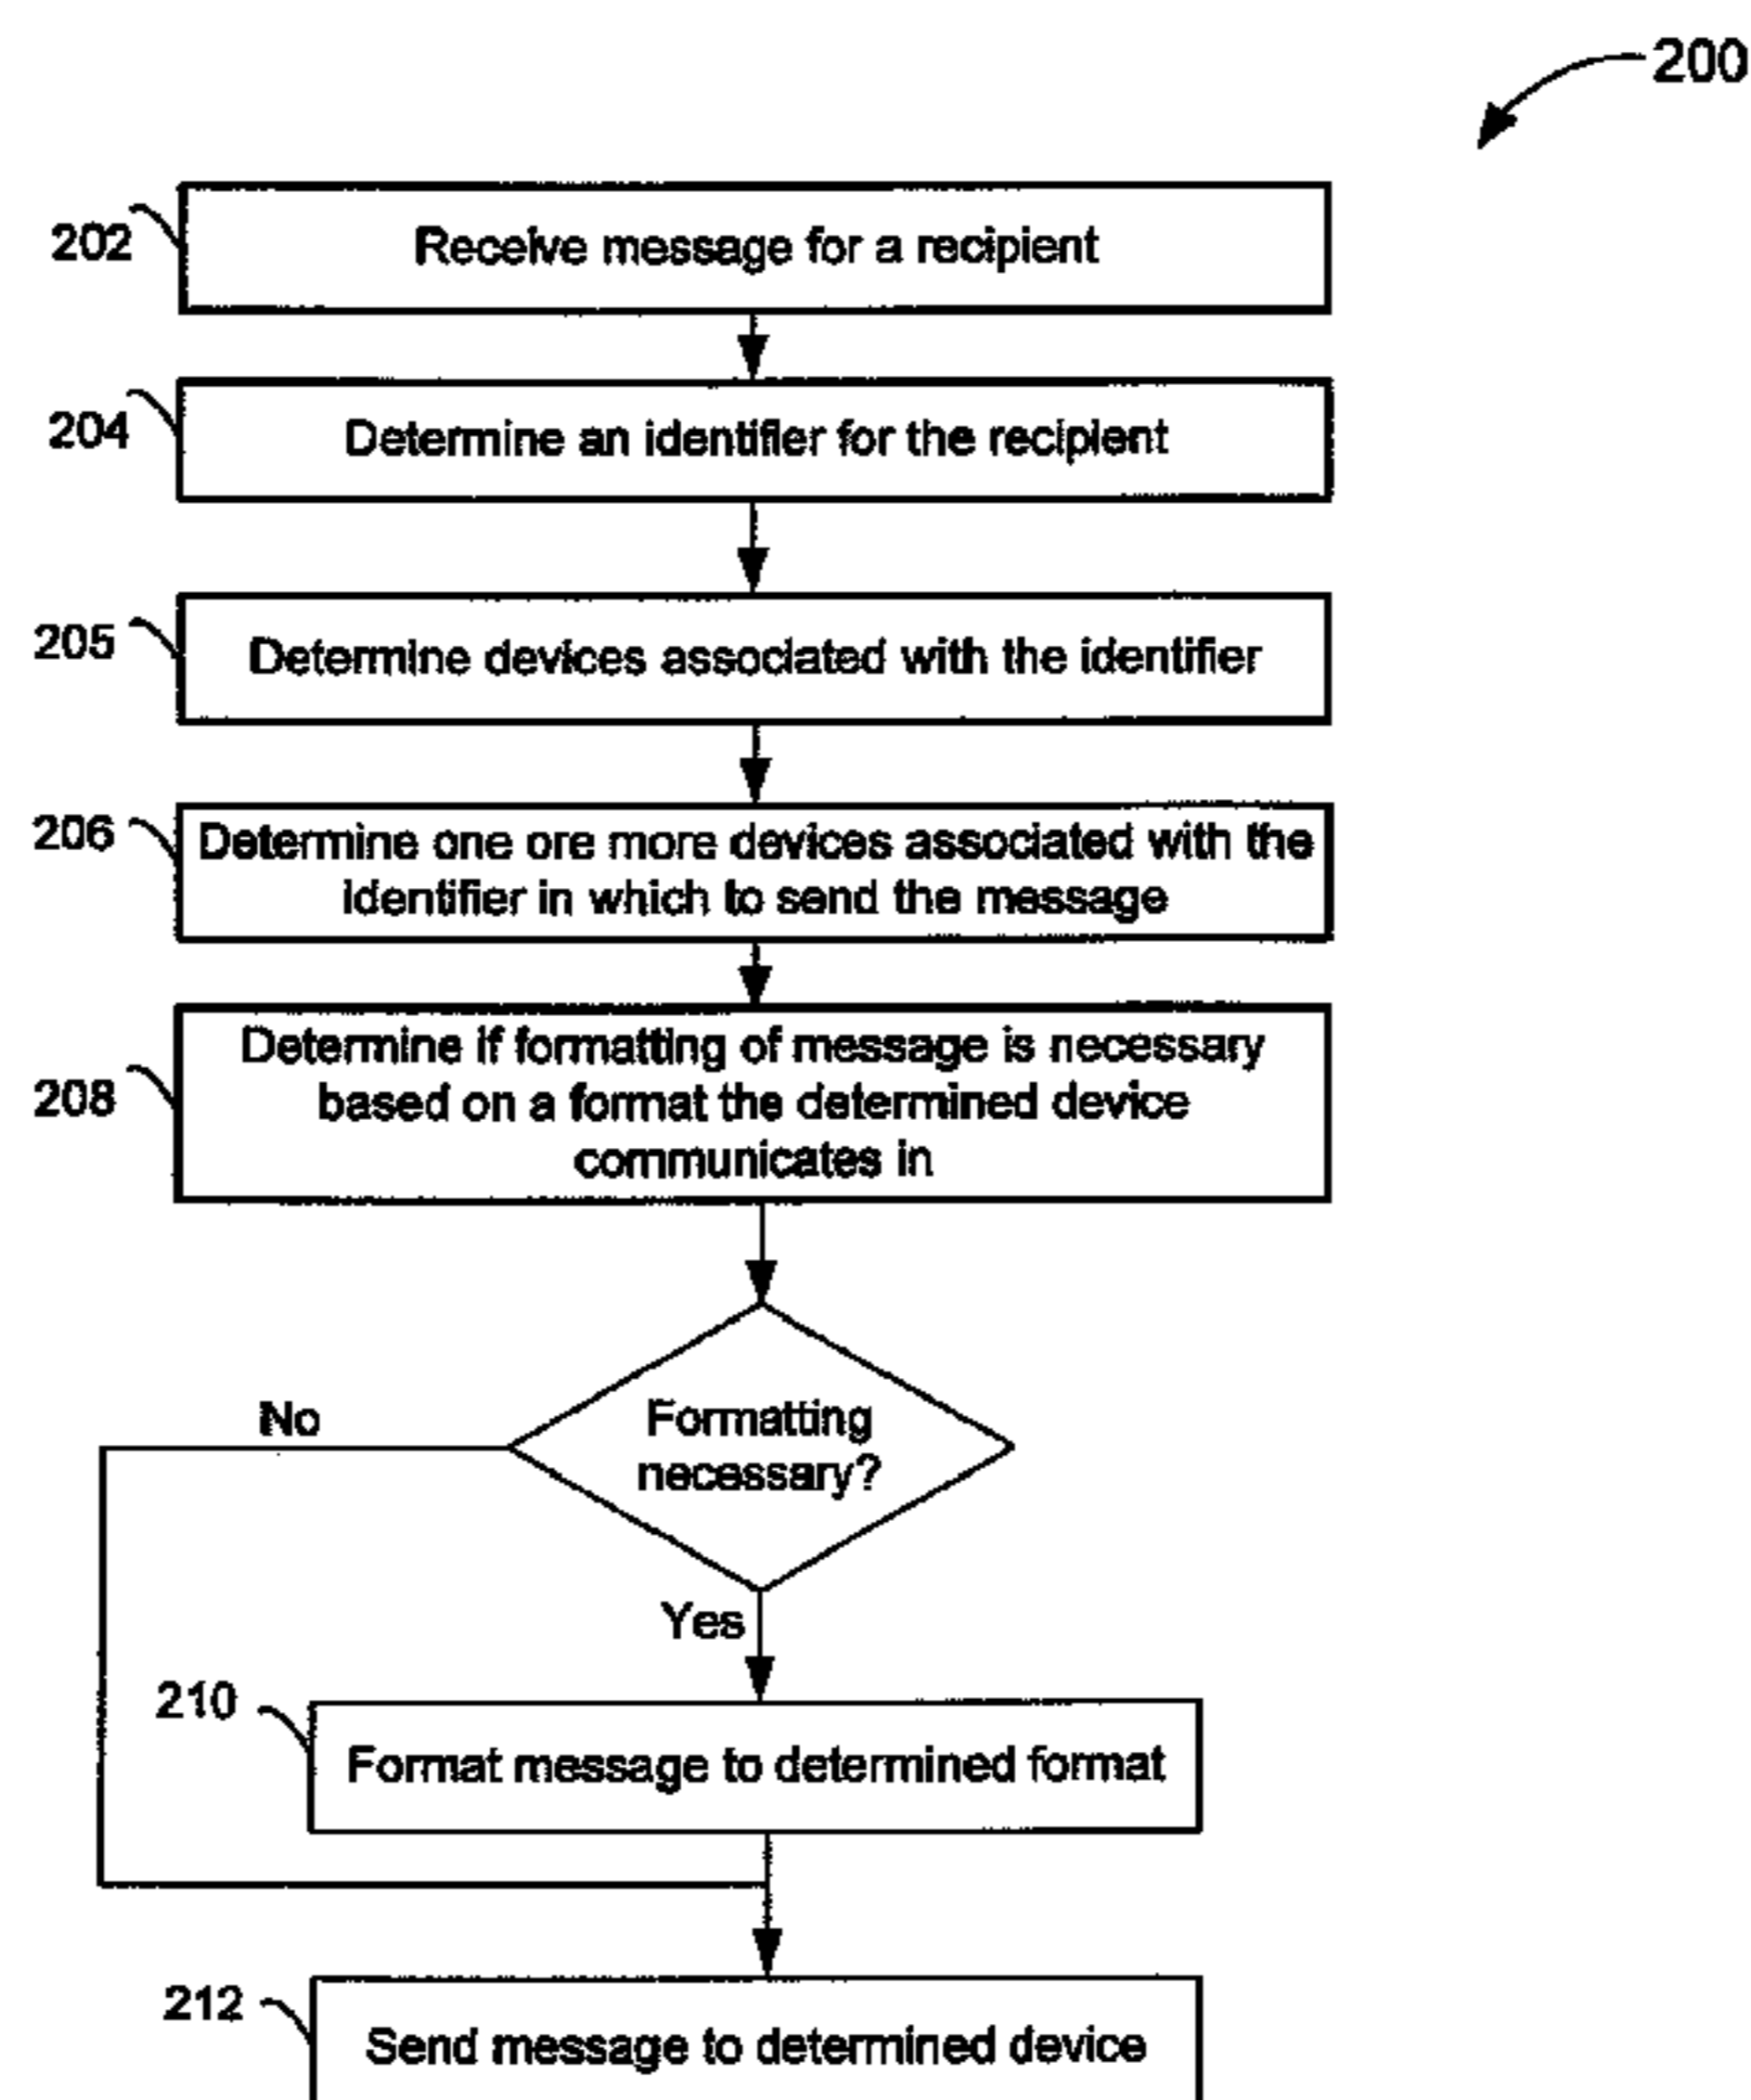 200
202
Receive message for a recipient
204
Determine an identifier for the recipient
205
Determine devices associated with the identifier
206
Determine one ore more devices associated with the
identifier in which to send the message
208
Determine if formatting of message is necessary
based on a format the determined device
communicates in
No
Formatting
necessary?
Yes
210
Format message to determined format
212
Send message to determined device